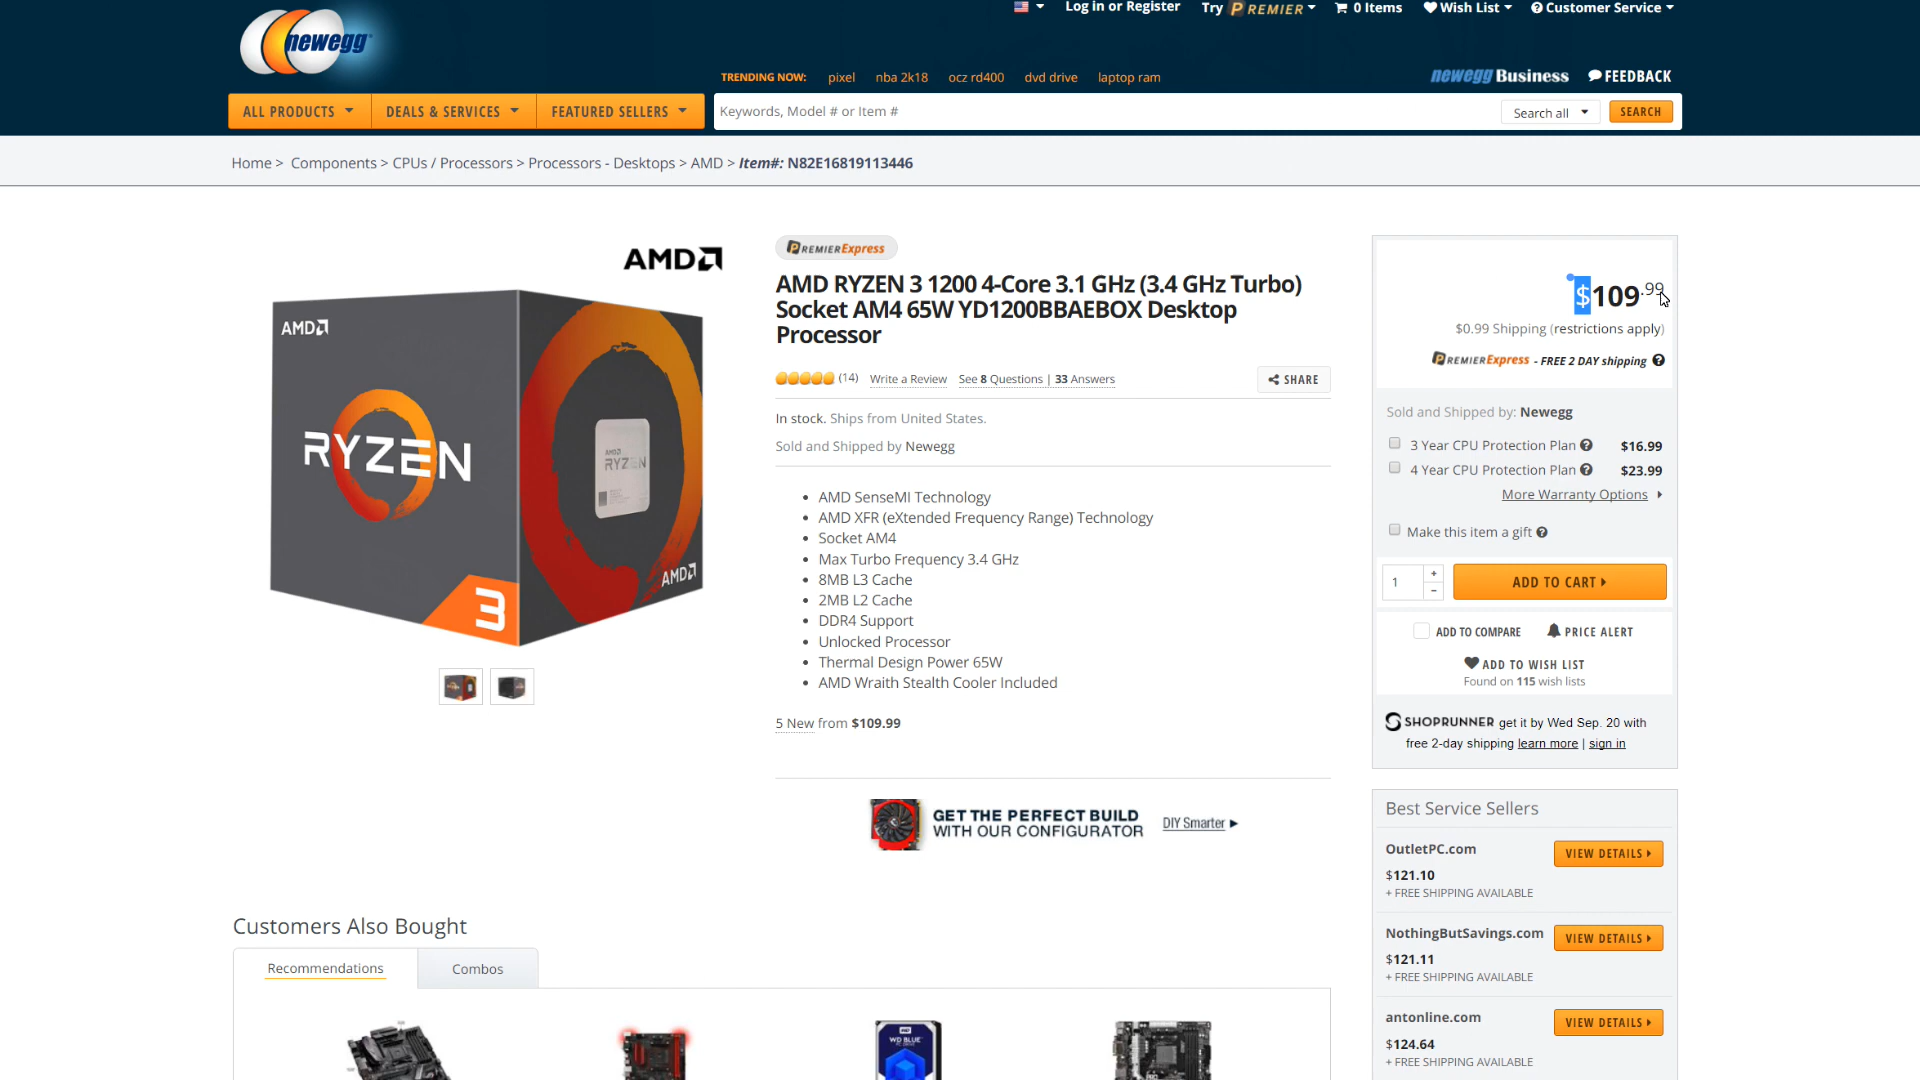 Log in or Register
Try PREMIER
0 Items
Wish List
Customer Service
newegg
TRENDING NOW: pixel nba 2k18 ocz rd400 dvd drive laptop ram
newegg Business
FEEDBACK
ALL PRODUCTS
DEALS & SERVICES
FEATURED SELLERS
Keywords, Model # or Item #
Search all
SEARCH
Home > Components > CPUs / Processors > Processors - Desktops > AMD > Item#: N82E16819113446
AMD
AMD
RYZEN
3
AMD
RYZEN
AMD
PREMIER Express
AMD RYZEN 3 1200 4-Core 3.1 GHz (3.4 GHz Turbo)
Socket AM4 65W YD1200BBAEBOX Desktop
Processor
(14) Write a Review See 8 Questions | 33 Answers
SHARE
In stock. Ships from United States.
Sold and Shipped by Newegg
• AMD SenseMI Technology
• AMD XFR (eXtended Frequency Range) Technology
• Socket AM4
• Max Turbo Frequency 3.4 GHz
• 8MB L3 Cache
• 2MB L2 Cache
• DDR4 Support
• Unlocked Processor
• Thermal Design Power 65W
• AMD Wraith Stealth Cooler Included
5 New from $109.99
GET THE PERFECT BUILD
WITH OUR CONFIGURATOR
DIY Smarter
$109.99
$0.99 Shipping (restrictions apply)
PREMIER Express - FREE 2 DAY shipping ?
Sold and Shipped by: Newegg
3 Year CPU Protection Plan ? $16.99
4 Year CPU Protection Plan ? $23.99
More Warranty Options
Make this item a gift ?
1 + -
ADD TO CART
ADD TO COMPARE
PRICE ALERT
ADD TO WISH LIST
Found on 115 wish lists
SHOPRUNNER get it by Wed Sep. 20 with
free 2-day shipping learn more | sign in
Best Service Sellers
OutletPC.com
VIEW DETAILS
$121.10
+ FREE SHIPPING AVAILABLE
NothingButSavings.com
VIEW DETAILS
$121.11
+ FREE SHIPPING AVAILABLE
antonline.com
VIEW DETAILS
$124.64
+ FREE SHIPPING AVAILABLE
Customers Also Bought
Recommendations
Combos
WD BLUE